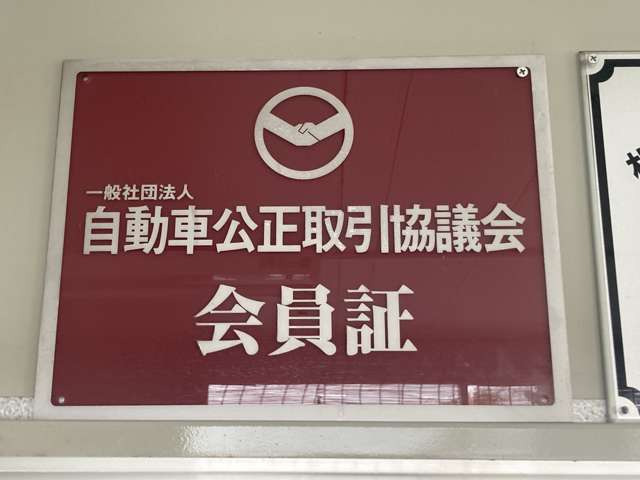 一般社団法人
自動車公正取引協議会
会員証